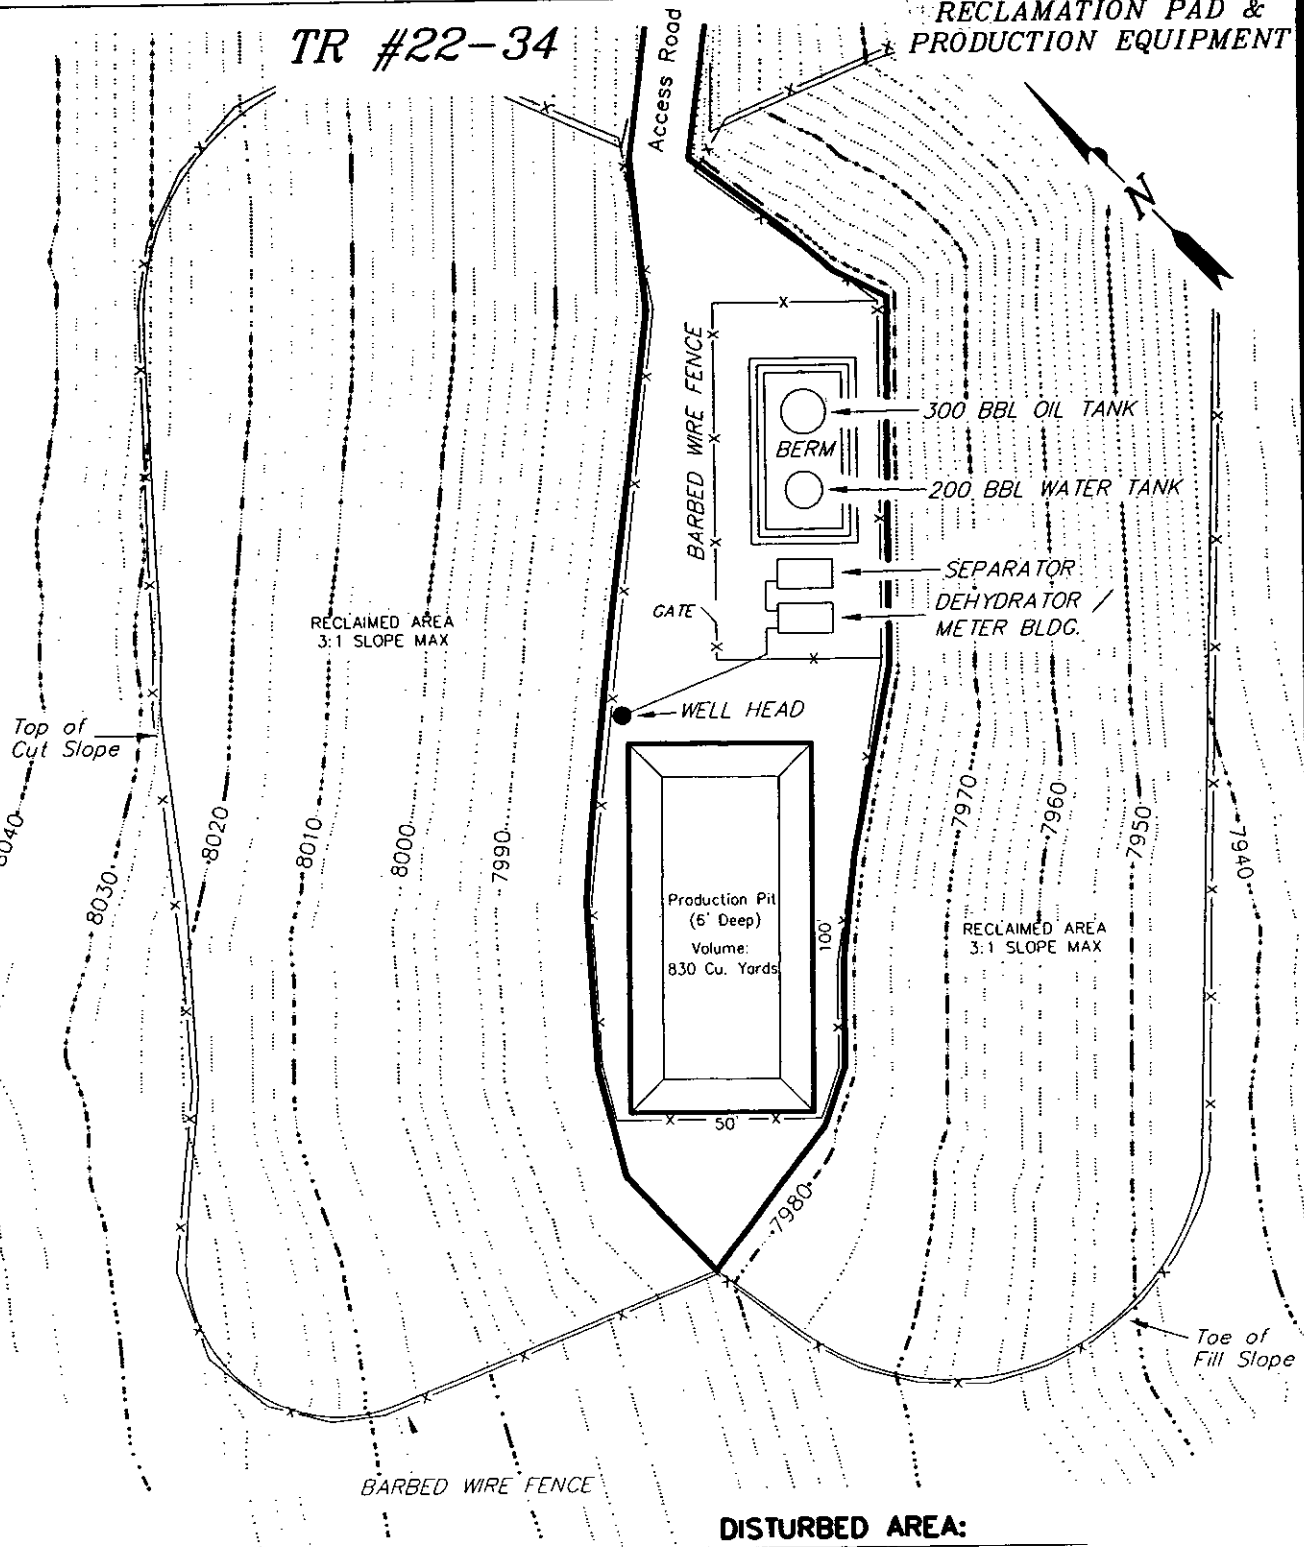 TR #22-34
RECLAMATION PAD &
PRODUCTION EQUIPMENT
Access Road
N
BARBED WIRE FENCE
300 BBL OIL TANK
BERM
200 BBL WATER TANK
SEPARATOR
DEHYDRATOR /
METER BLDG.
GATE
RECLAIMED AREA
3:1 SLOPE MAX
WELL HEAD
Top of
Cut Slope
8040
8030
8020
8010
8000
7990
7970
7960
7950
7940
Production Pit
(6' Deep)
Volume:
830 Cu. Yards
100'
RECLAIMED AREA
3:1 SLOPE MAX
50'
7980
Toe of
Fill Slope
BARBED WIRE FENCE
DISTURBED AREA: